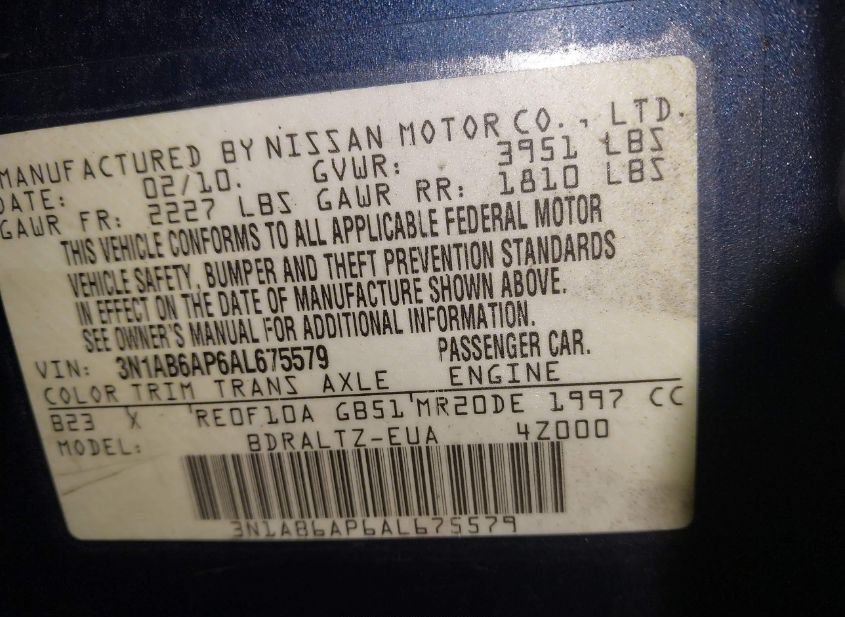 MANUFACTURED BY NISSAN MOTOR CO., LTD.
DATE: 02/10. GVWR: 3951 LBS
GAWR FR: 2227 LBS GAWR RR: 1810 LBS
THIS VEHICLE CONFORMS TO ALL APPLICABLE FEDERAL MOTOR
VEHICLE SAFETY, BUMPER AND THEFT PREVENTION STANDARDS
IN EFFECT ON THE DATE OF MANUFACTURE SHOWN ABOVE.
SEE OWNER'S MANUAL FOR ADDITIONAL INFORMATION.
VIN: 3N1AB6AP6AL675579 PASSENGER CAR.
COLOR TRIM TRANS AXLE ENGINE
B23 X 'RE0F10A GB51'MR20DE 1997 CC
MODEL: BDRALTZ-EUA 4Z000
3N1AB6AP6AL675579